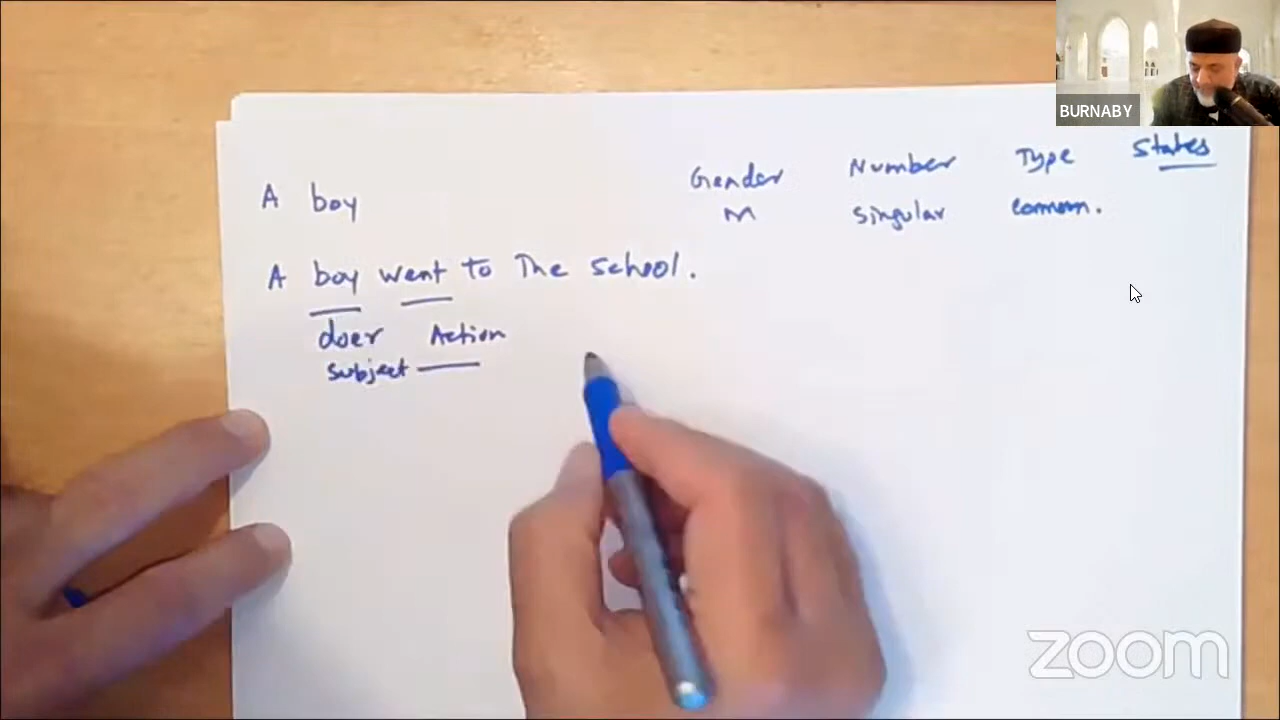 BURNABY
Gender Number Type States
A boy M Singular Common.
A boy went to The school.
doer Action
Subject
zoom